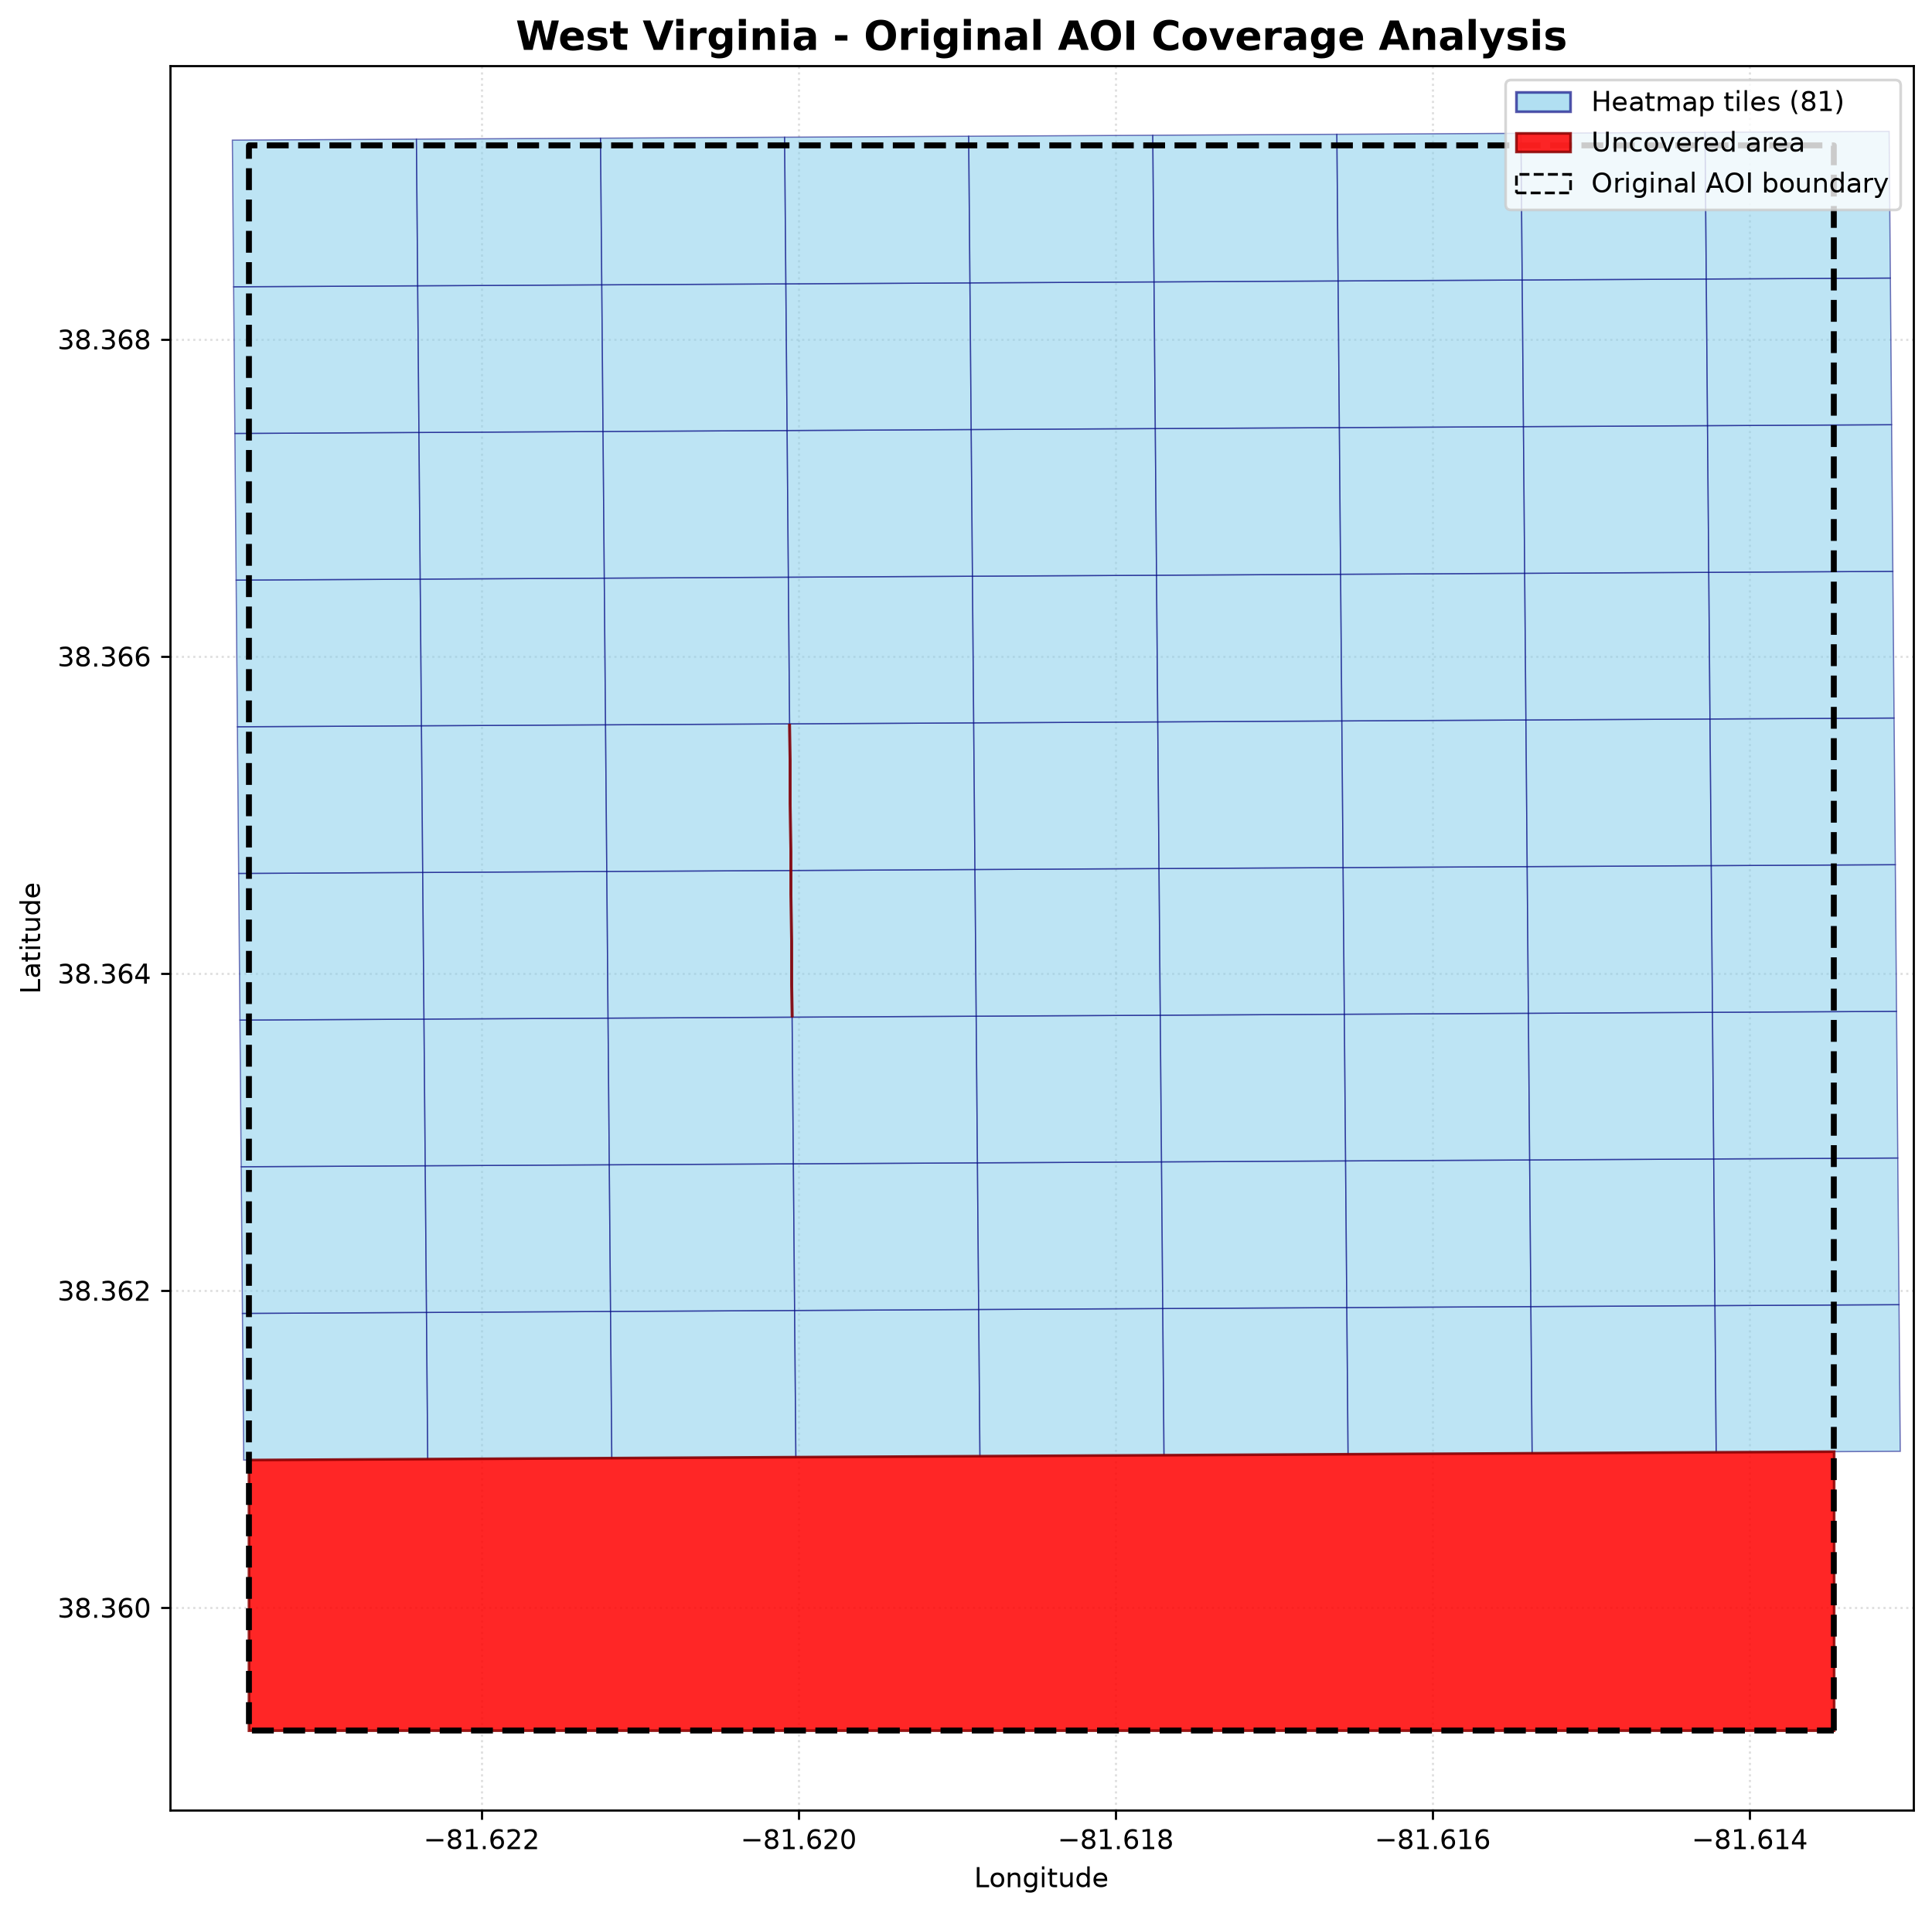 West Virginia - Original AOI Coverage Analysis
Heatmap tiles (81)
Uncovered area
Original AOI boundary
38.368
38.366
38.364
38.362
38.360
Latitude
−81.622
−81.620
−81.618
−81.616
−81.614
Longitude